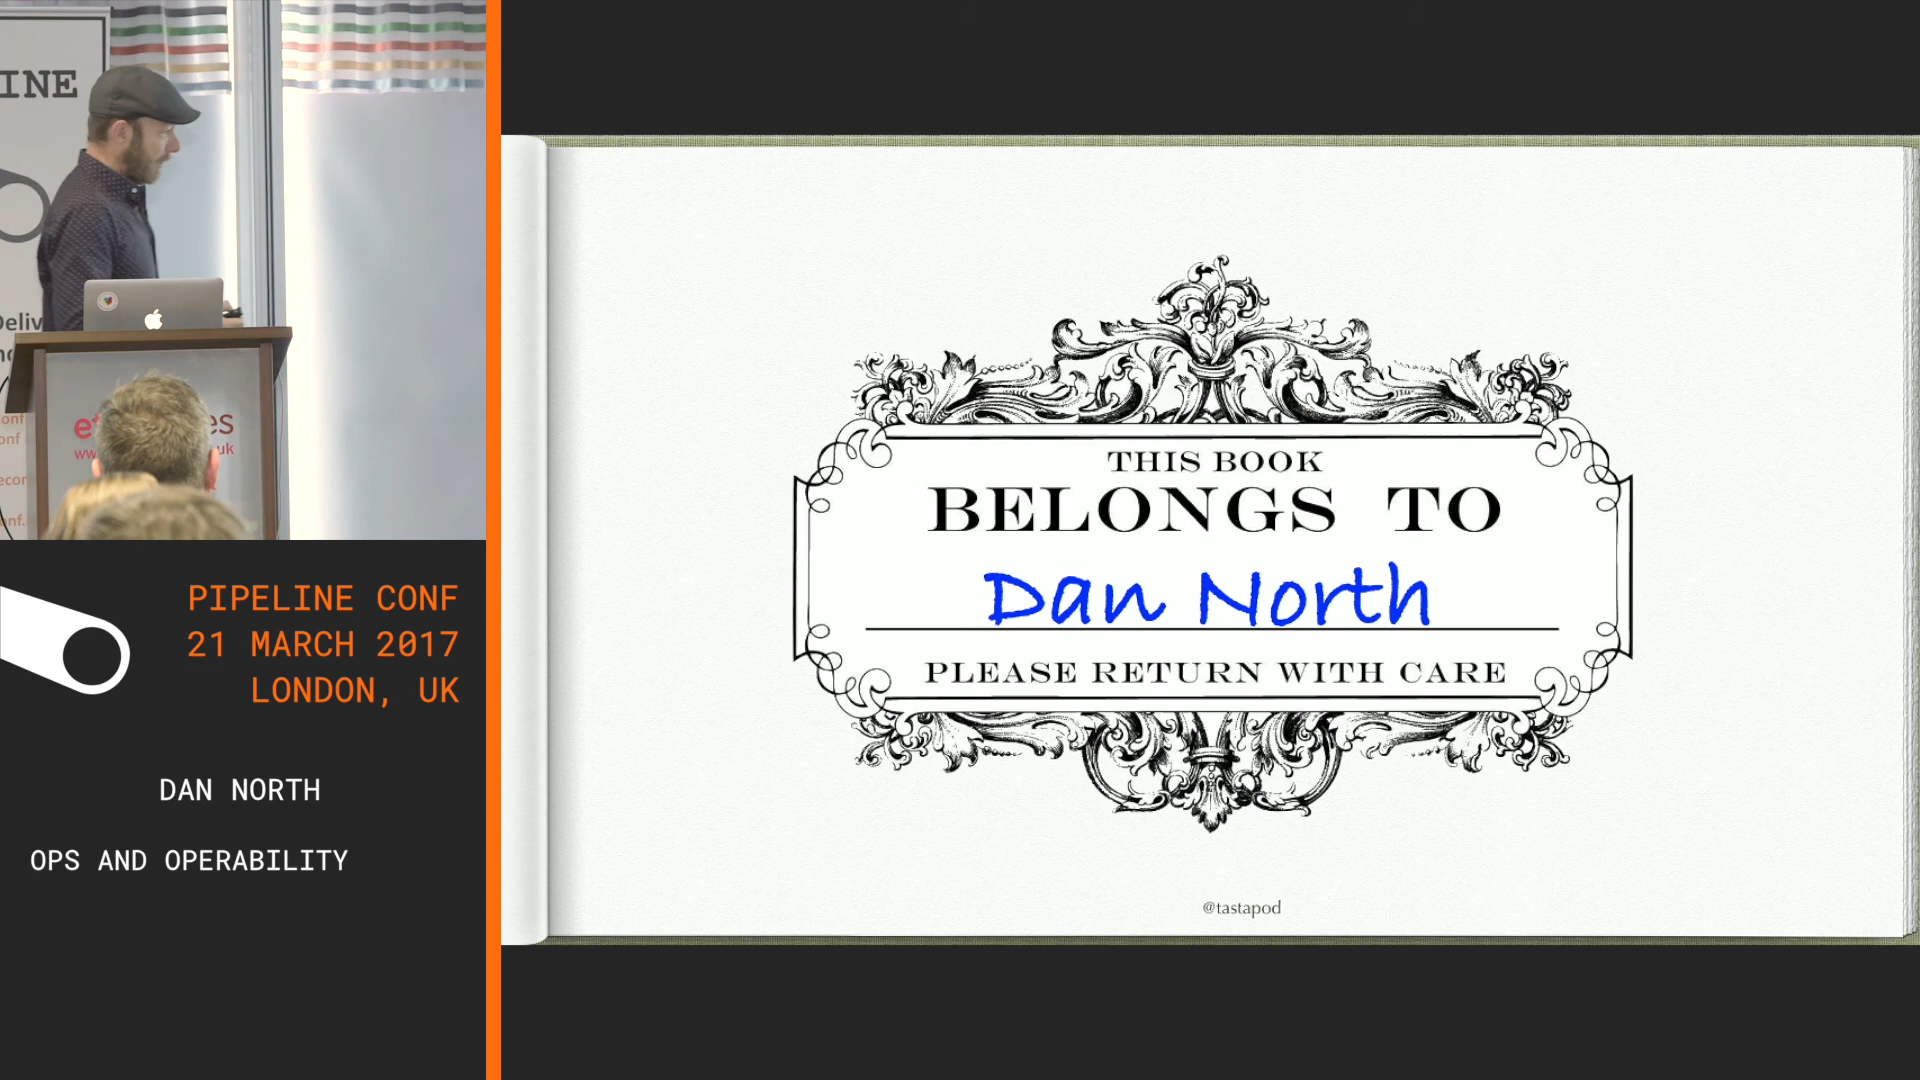 INE
PIPELINE CONF
21 MARCH 2017
LONDON, UK
DAN NORTH
OPS AND OPERABILITY
THIS BOOK
BELONGS TO
Dan North
PLEASE RETURN WITH CARE
@tastapod